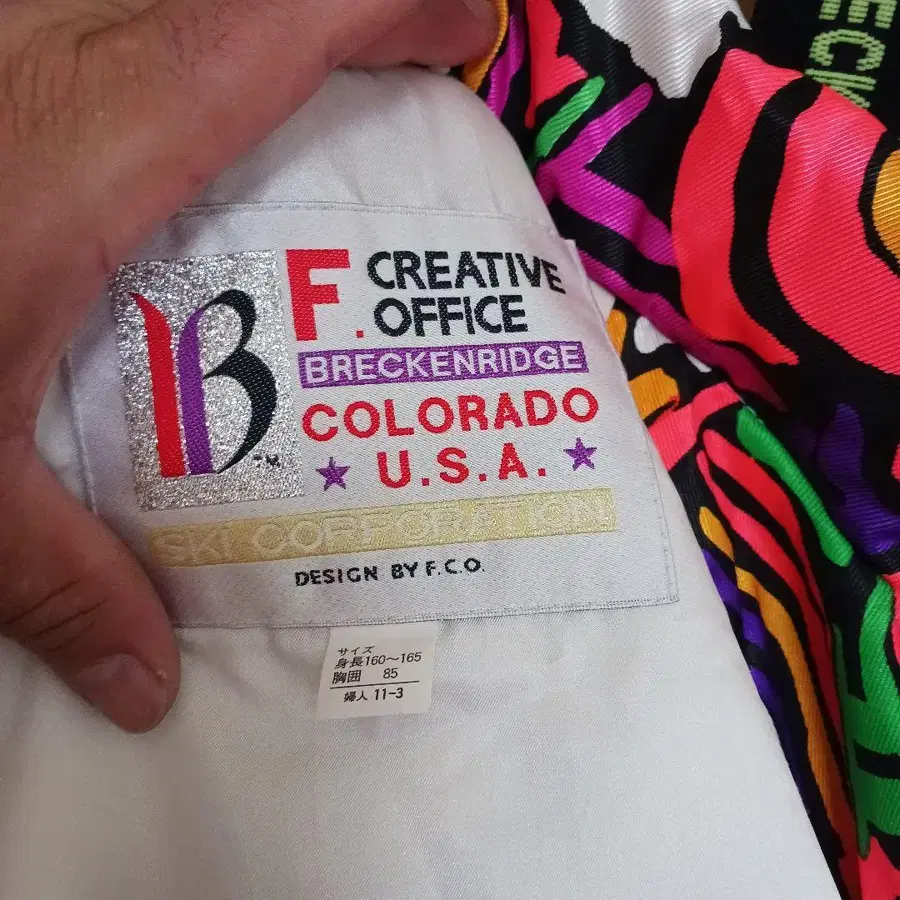 B
TM
F. CREATIVE
OFFICE
BRECKENRIDGE
COLORADO
U.S.A.
SKI CORPORATION
DESIGN BY F.C.O.
サイズ
身長160〜165
胸囲 85
婦人 11-3